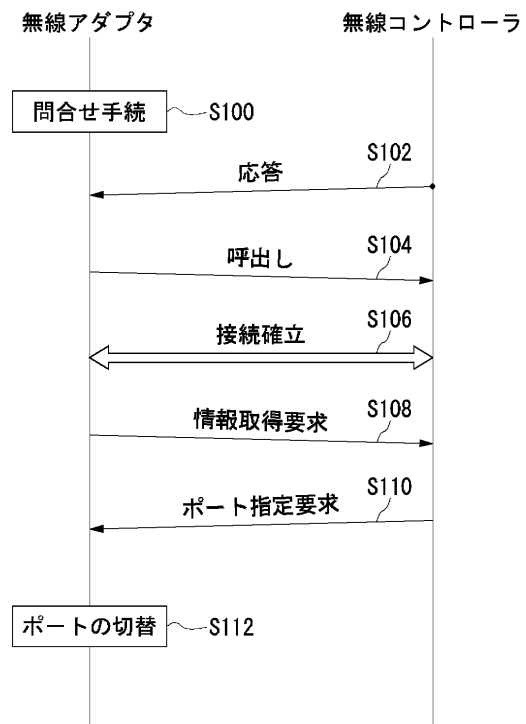 無線アダプタ
無線コントローラ
問合せ手続
S100
S102
応答
S104
呼出し
S106
接続確立
S108
情報取得要求
S110
ポート指定要求
ポートの切替
S112